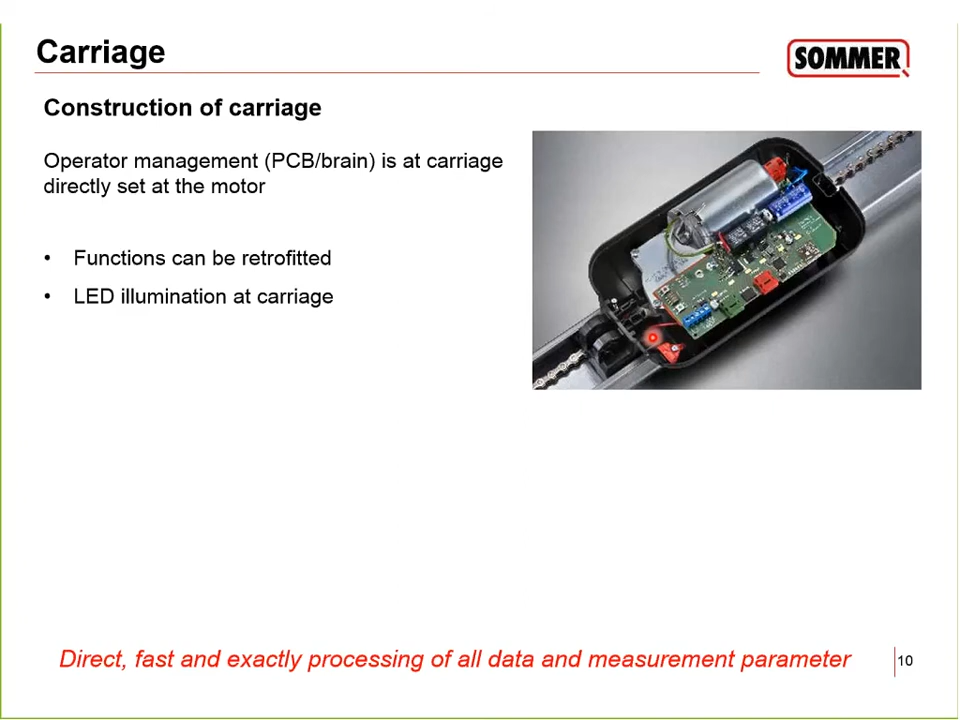 Carriage
SOMMER
Construction of carriage
Operator management (PCB/brain) is at carriage
directly set at the motor
• Functions can be retrofitted
• LED illumination at carriage
Direct, fast and exactly processing of all data and measurement parameter
10